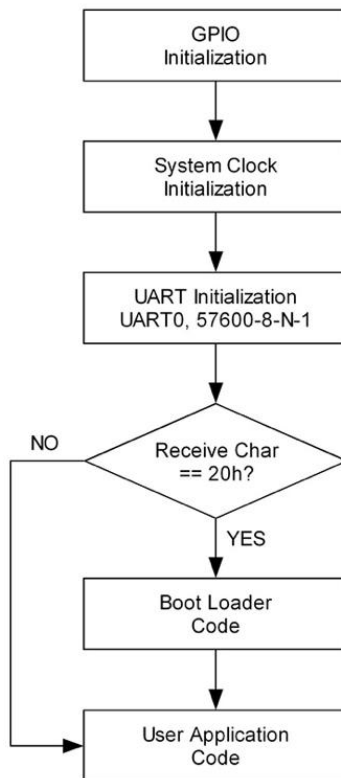 GPIO
Initialization
System Clock
Initialization
UART Initialization
UART0, 57600-8-N-1
NO
Receive Char
== 20h?
YES
Boot Loader
Code
User Application
Code